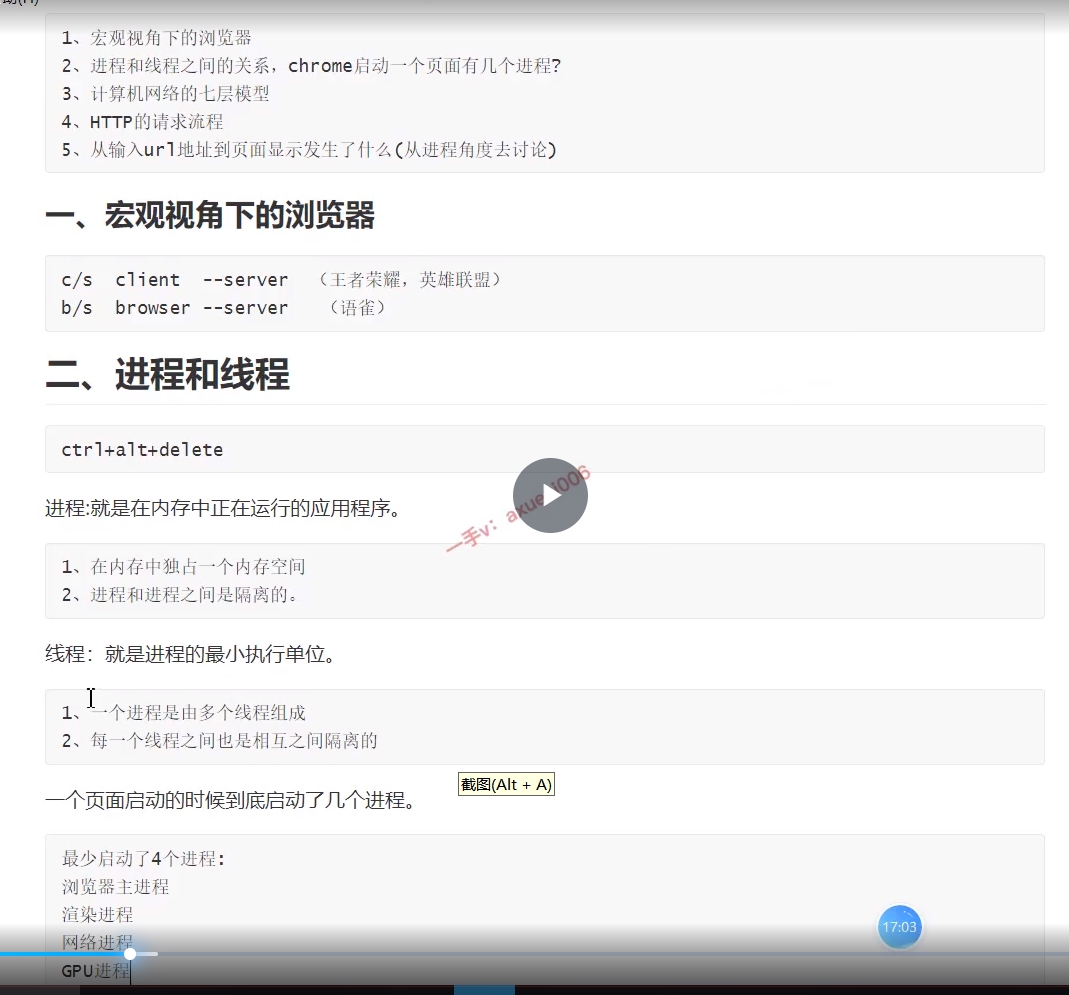 动(H)
1、宏观视角下的浏览器
2、进程和线程之间的关系，chrome启动一个页面有几个进程?
3、计算机网络的七层模型
4、HTTP的请求流程
5、从输入url地址到页面显示发生了什么(从进程角度去讨论)
一、宏观视角下的浏览器
c/s  client  --server  （王者荣耀，英雄联盟）
b/s  browser --server   （语雀）
二、进程和线程
ctrl+alt+delete
进程:就是在内存中正在运行的应用程序。
一手v：
1、在内存中独占一个内存空间
2、进程和进程之间是隔离的。
线程：就是进程的最小执行单位。
1、一个进程是由多个线程组成
2、每一个线程之间也是相互之间隔离的
截图(Alt + A)
一个页面启动的时候到底启动了几个进程。
最少启动了4个进程:
浏览器主进程
渲染进程
17:03
网络进程
GPU进程